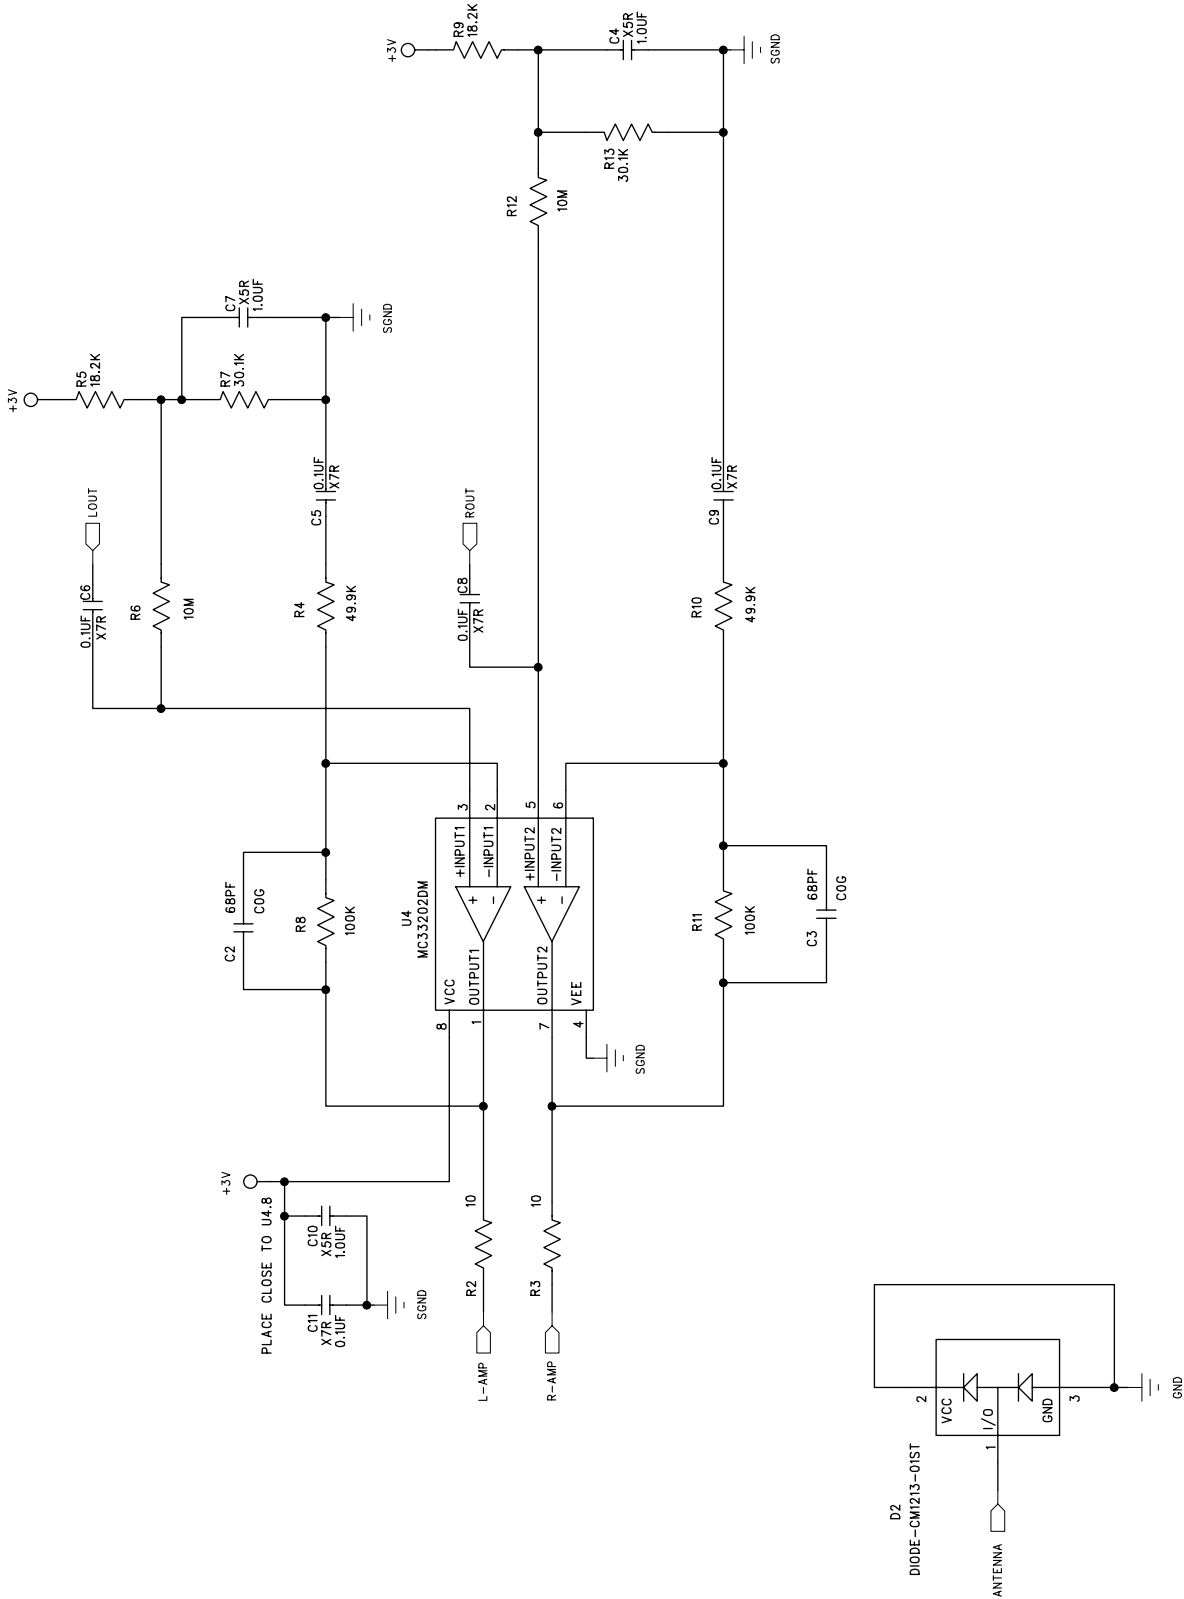 R9
18.2K
+3V
C4
X5R
1.0UF
SGND
R13
30.1K
R12
10M
C7
X5R
1.0UF
SGND
R5
18.2K
+3V
R7
30.1K
LOUT
C6
0.1UF
X7R
R6
10M
C5
0.1UF
X7R
R4
49.9K
ROUT
C8
0.1UF
X7R
C9
0.1UF
X7R
R10
49.9K
3
2
5
6
+INPUT1
-INPUT1
+INPUT2
-INPUT2
+
-
+
-
U4
MC33202DM
VCC
OUTPUT1
OUTPUT2
VEE
8
1
7
4
SGND
C2
68PF
C0G
R8
100K
R11
100K
C3
68PF
C0G
+3V
PLACE CLOSE TO U4.8
C10
X5R
1.0UF
C11
X7R
0.1UF
SGND
R2
10
R3
10
L-AMP
R-AMP
D2
DIODE-CM1213-01ST
2
VCC
1
I/O
GND
3
ANTENNA
GND